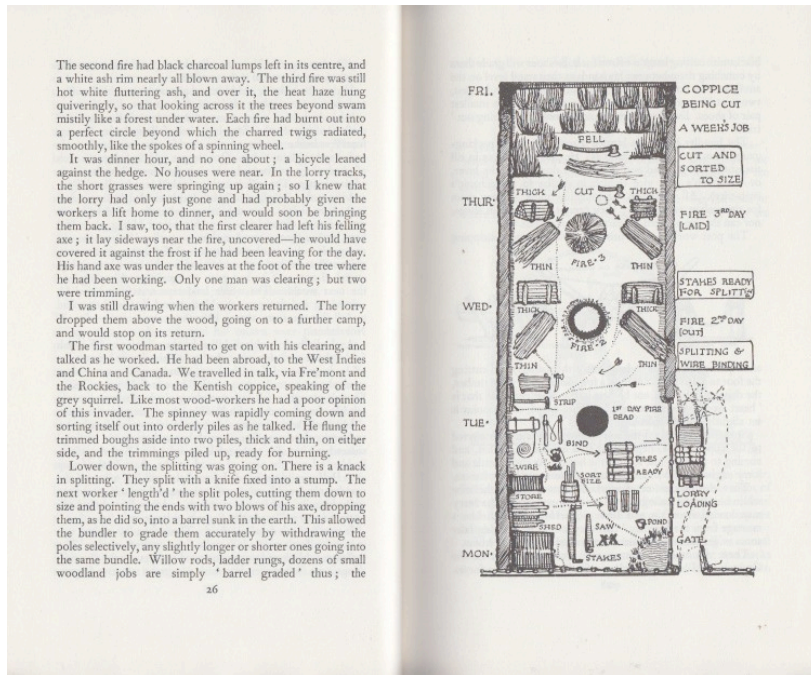 The second fire had black charcoal lumps left in its centre, and
a white ash rim nearly all blown away. The third fire was still
hot white fluttering ash, and over it, the heat haze hung
quiveringly, so that looking across it the trees beyond swam
mistily like a forest under water. Each fire had burnt out into
a perfect circle beyond which the charred twigs radiated,
smoothly, like the spokes of a spinning wheel.
It was dinner hour, and no one about; a bicycle leaned
against the hedge. No houses were near. In the lorry tracks,
the short grasses were springing up again; so I knew that
the lorry had only just gone and had probably given the
workers a lift home to dinner, and would soon be bringing
them back. I saw, too, that the first clearer had left his felling
axe; it lay sideways near the fire, uncovered—he would have
covered it against the frost if he had been leaving for the day.
His hand axe was under the leaves at the foot of the tree where
he had been working. Only one man was clearing; but two
were trimming.
I was still drawing when the workers returned. The lorry
dropped them above the wood, going on to a further camp,
and would stop on its return.
The first woodman started to get on with his clearing, and
talked as he worked. He had been abroad, to the West Indies
and China and Canada. We travelled in talk, via Fre'mont and
the Rockies, back to the Kentish coppice, speaking of the
grey squirrel. Like most wood-workers he had a poor opinion
of this invader. The spinney was rapidly coming down and
sorting itself out into orderly piles as he talked. He flung the
trimmed boughs aside into two piles, thick and thin, on either
side, and the trimmings piled up, ready for burning.
Lower down, the splitting was going on. There is a knack
in splitting. They split with a knife fixed into a stump. The
next worker 'length'd' the split poles, cutting them down to
size and pointing the ends with two blows of his axe, dropping
them, as he did so, into a barrel sunk in the earth. This allowed
the bundler to grade them accurately by withdrawing the
poles selectively, any slightly longer or shorter ones going into
the same bundle. Willow rods, ladder rungs, dozens of small
woodland jobs are simply 'barrel graded' thus; the
26
FRI.
COPPICE
BEING CUT
A WEEK'S JOB
FELL
CUT AND
SORTED
TO SIZE
THICK
CUT
THICK
THUR.
FIRE 3RD DAY
[LAID]
FIRE . 3
THIN
THIN
STAKES READY
FOR SPLITTING
WED.
THICK
THICK
FIRE 2ND DAY
[OUT]
FIRE . 2
THIN
THIN
SPLITTING &
WIRE BINDING
STRIP
1ST DAY FIRE
DEAD
TUE.
BIND
WIRE
PILES
READY
SORT
SIZE
STORE
LORRY
LOADING
SHED
SAW
POND
GATE
MON.
STAKES